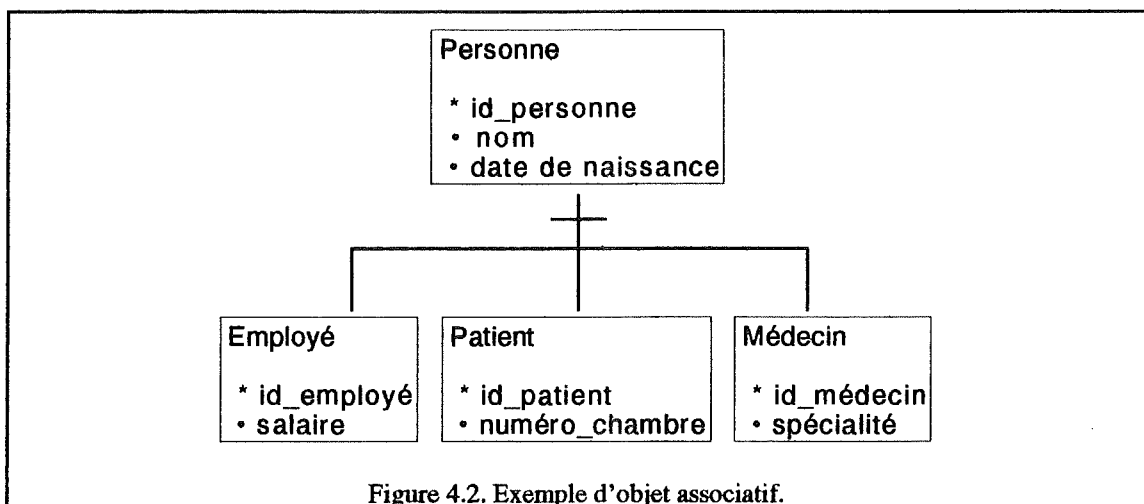 Personne
* id_personne
• nom
• date de naissance
Employé
* id_employé
• salaire
Patient
* id_patient
• numéro_chambre
Médecin
* id_médecin
• spécialité
Figure 4.2. Exemple d'objet associatif.